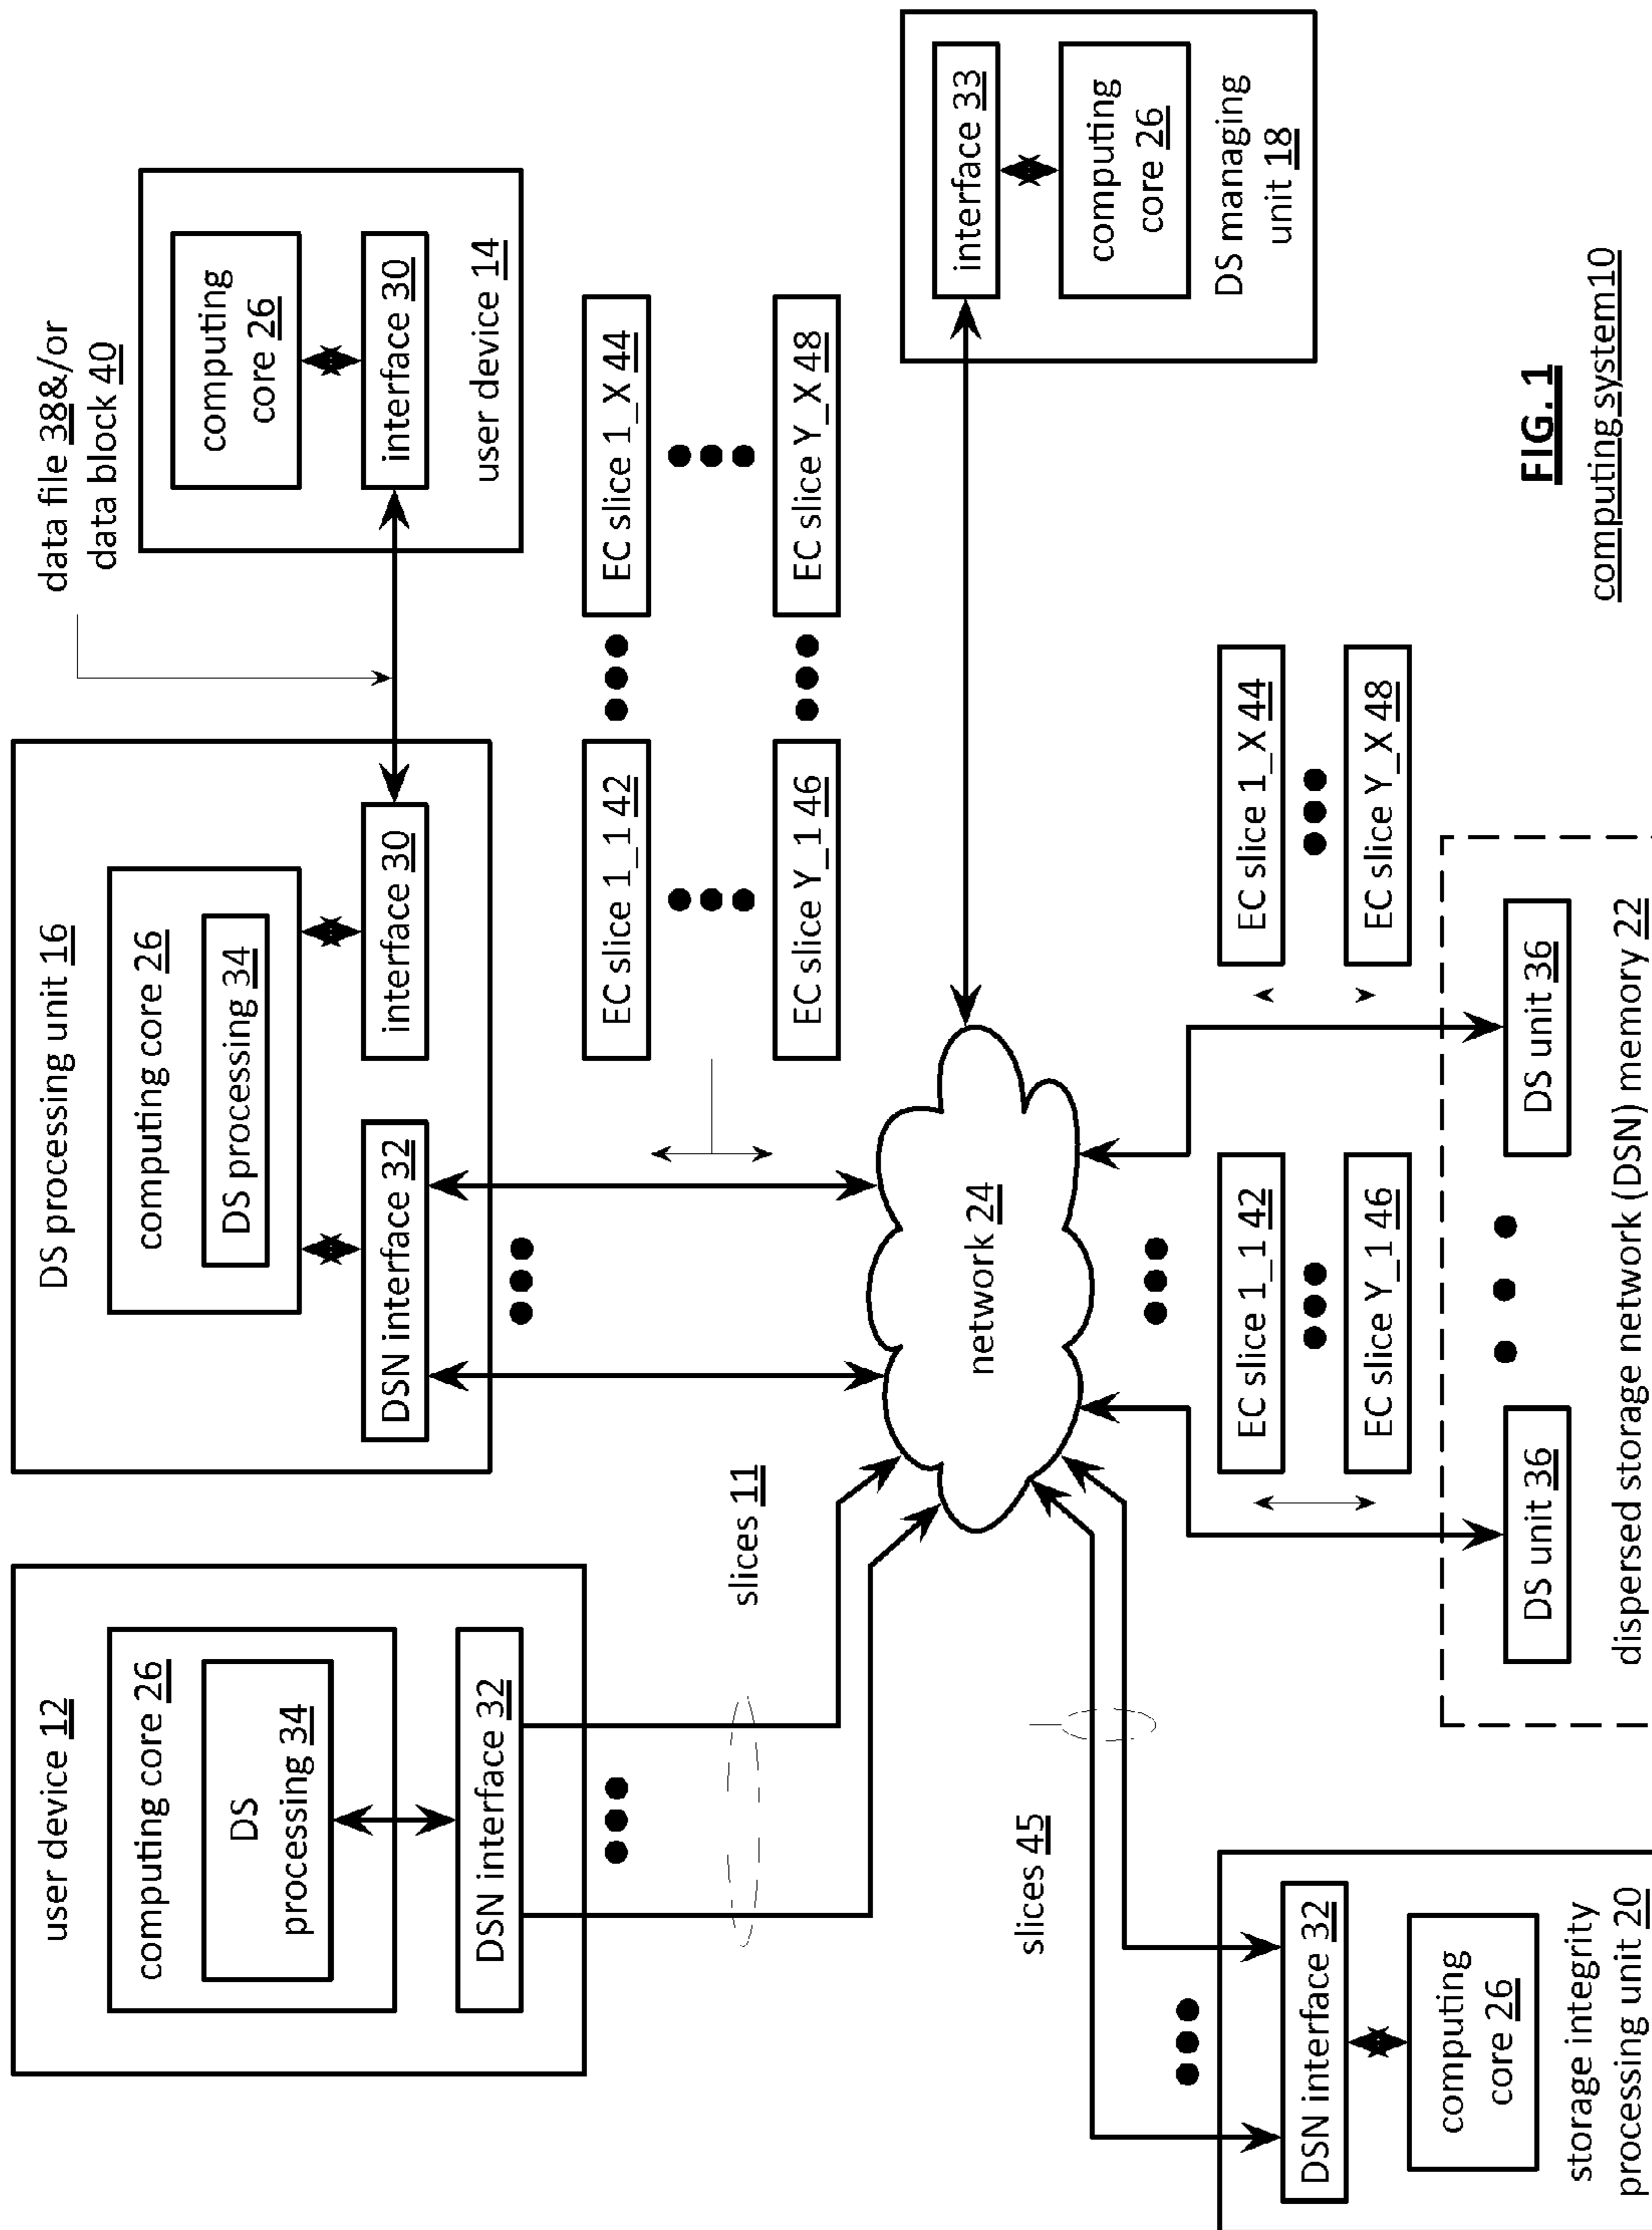 user device 12
computing core 26
DS
processing 34
DSN interface 32
slices 11
DS processing unit 16
computing core 26
DS processing 34
DSN interface 32
interface 30
data file 38&/or
data block 40
computing
core 26
interface 30
user device 14
EC slice 1_1 42
EC slice 1_X 44
EC slice Y_1 46
EC slice Y_X 48
network 24
interface 33
computing
core 26
DS managing
unit 18
slices 45
DSN interface 32
computing
core 26
storage integrity
processing unit 20
EC slice 1_1 42
EC slice 1_X 44
EC slice Y_1 46
EC slice Y_X 48
DS unit 36
DS unit 36
dispersed storage network (DSN) memory 22
FIG. 1
computing system10